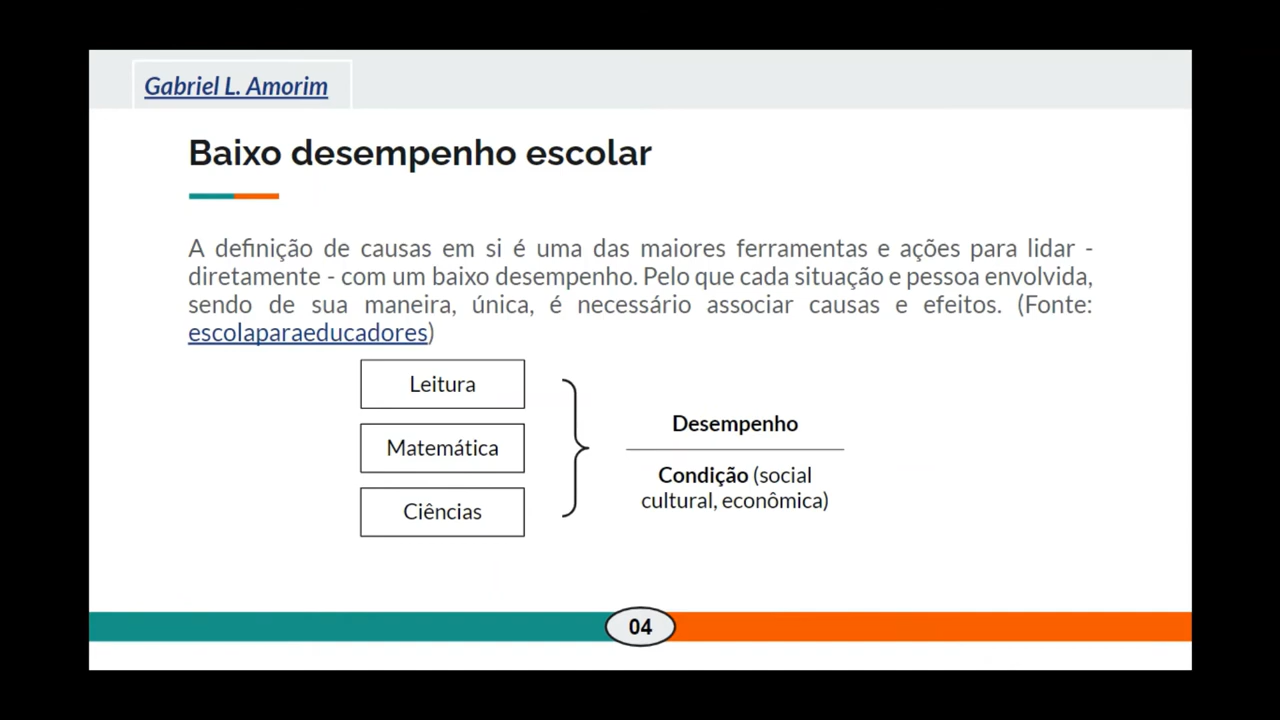 Gabriel L. Amorim
Baixo desempenho escolar
A definição de causas em si é uma das maiores ferramentas e ações para lidar -
diretamente - com um baixo desempenho. Pelo que cada situação e pessoa envolvida,
sendo de sua maneira, única, é necessário associar causas e efeitos. (Fonte:
escolaparaeducadores)
Leitura
Matemática
Ciências
Desempenho
Condição (social
cultural, econômica)
04